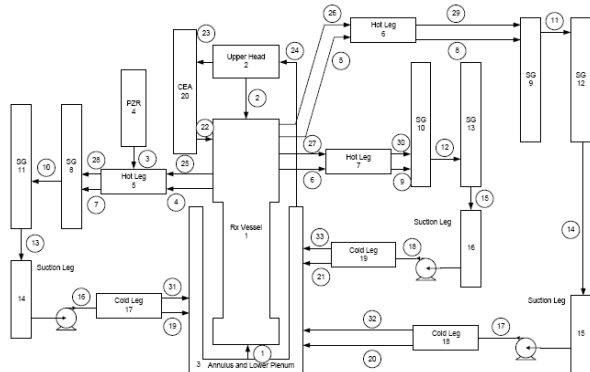 26
29
11
Hot Leg
6
23
24
Upper Head
2
CEA
20
5
8
SG
9
SG
12
PZR
4
2
22
27
30
SG
10
SG
13
SG
11
10
SG
8
28
3
25
Hot Leg
5
7
4
Hot Leg
7
12
6
9
15
13
Rx Vessel
1
33
Cold Leg
19
18
16
14
21
Suction Leg
14
16
Cold Leg
17
31
19
Suction Leg
32
Cold Leg
18
17
15
20
1
3
Annulus and Lower Plenum